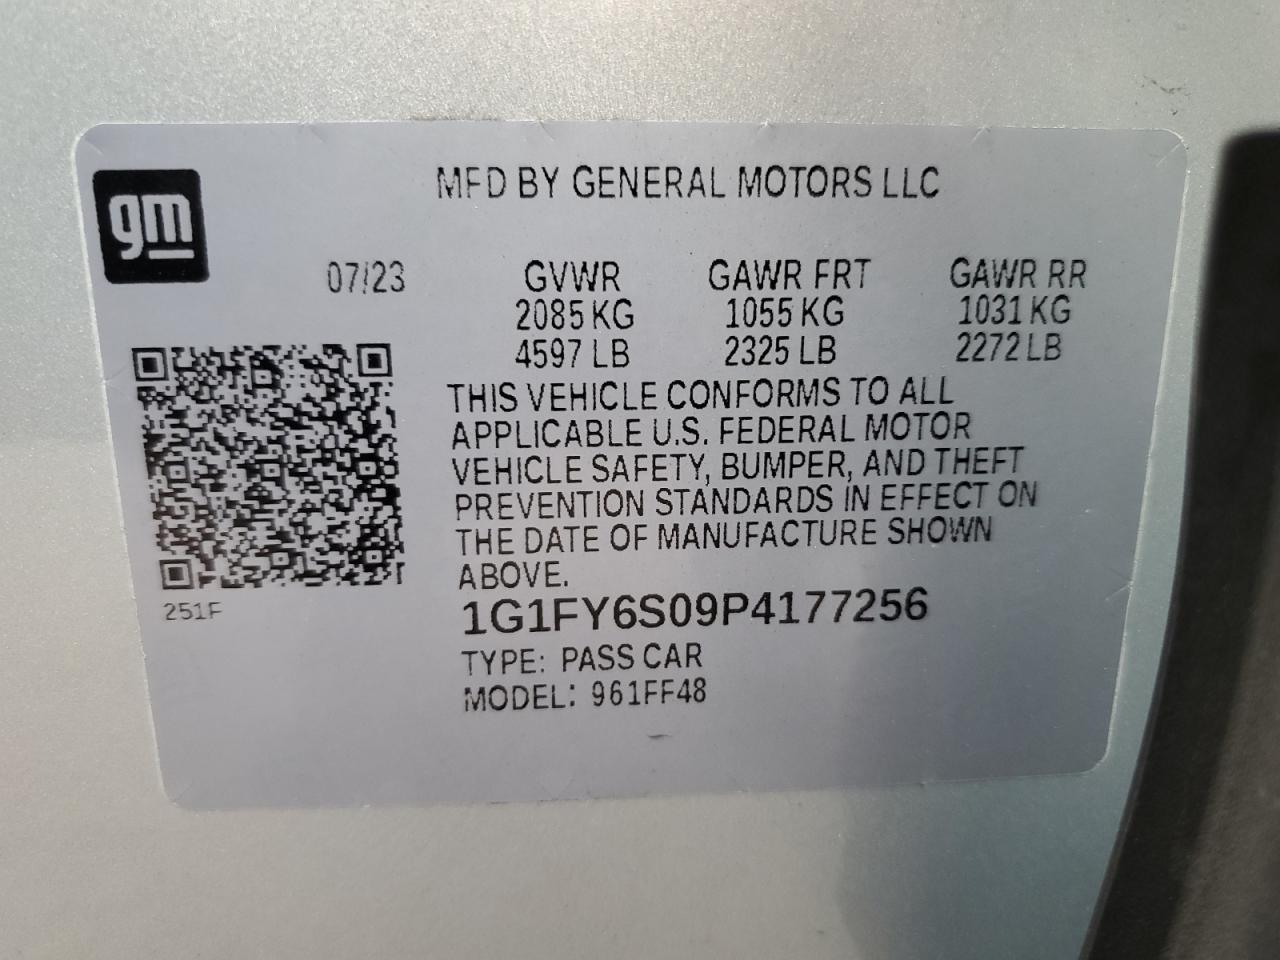 gm
MFD BY GENERAL MOTORS LLC
07/23 GVWR GAWR FRT GAWR RR
2085 KG 1055 KG 1031 KG
4597 LB 2325 LB 2272 LB
THIS VEHICLE CONFORMS TO ALL
APPLICABLE U.S. FEDERAL MOTOR
VEHICLE SAFETY, BUMPER, AND THEFT
PREVENTION STANDARDS IN EFFECT ON
THE DATE OF MANUFACTURE SHOWN
ABOVE.
251F
1G1FY6S09P4177256
TYPE: PASS CAR
MODEL: 961FF48